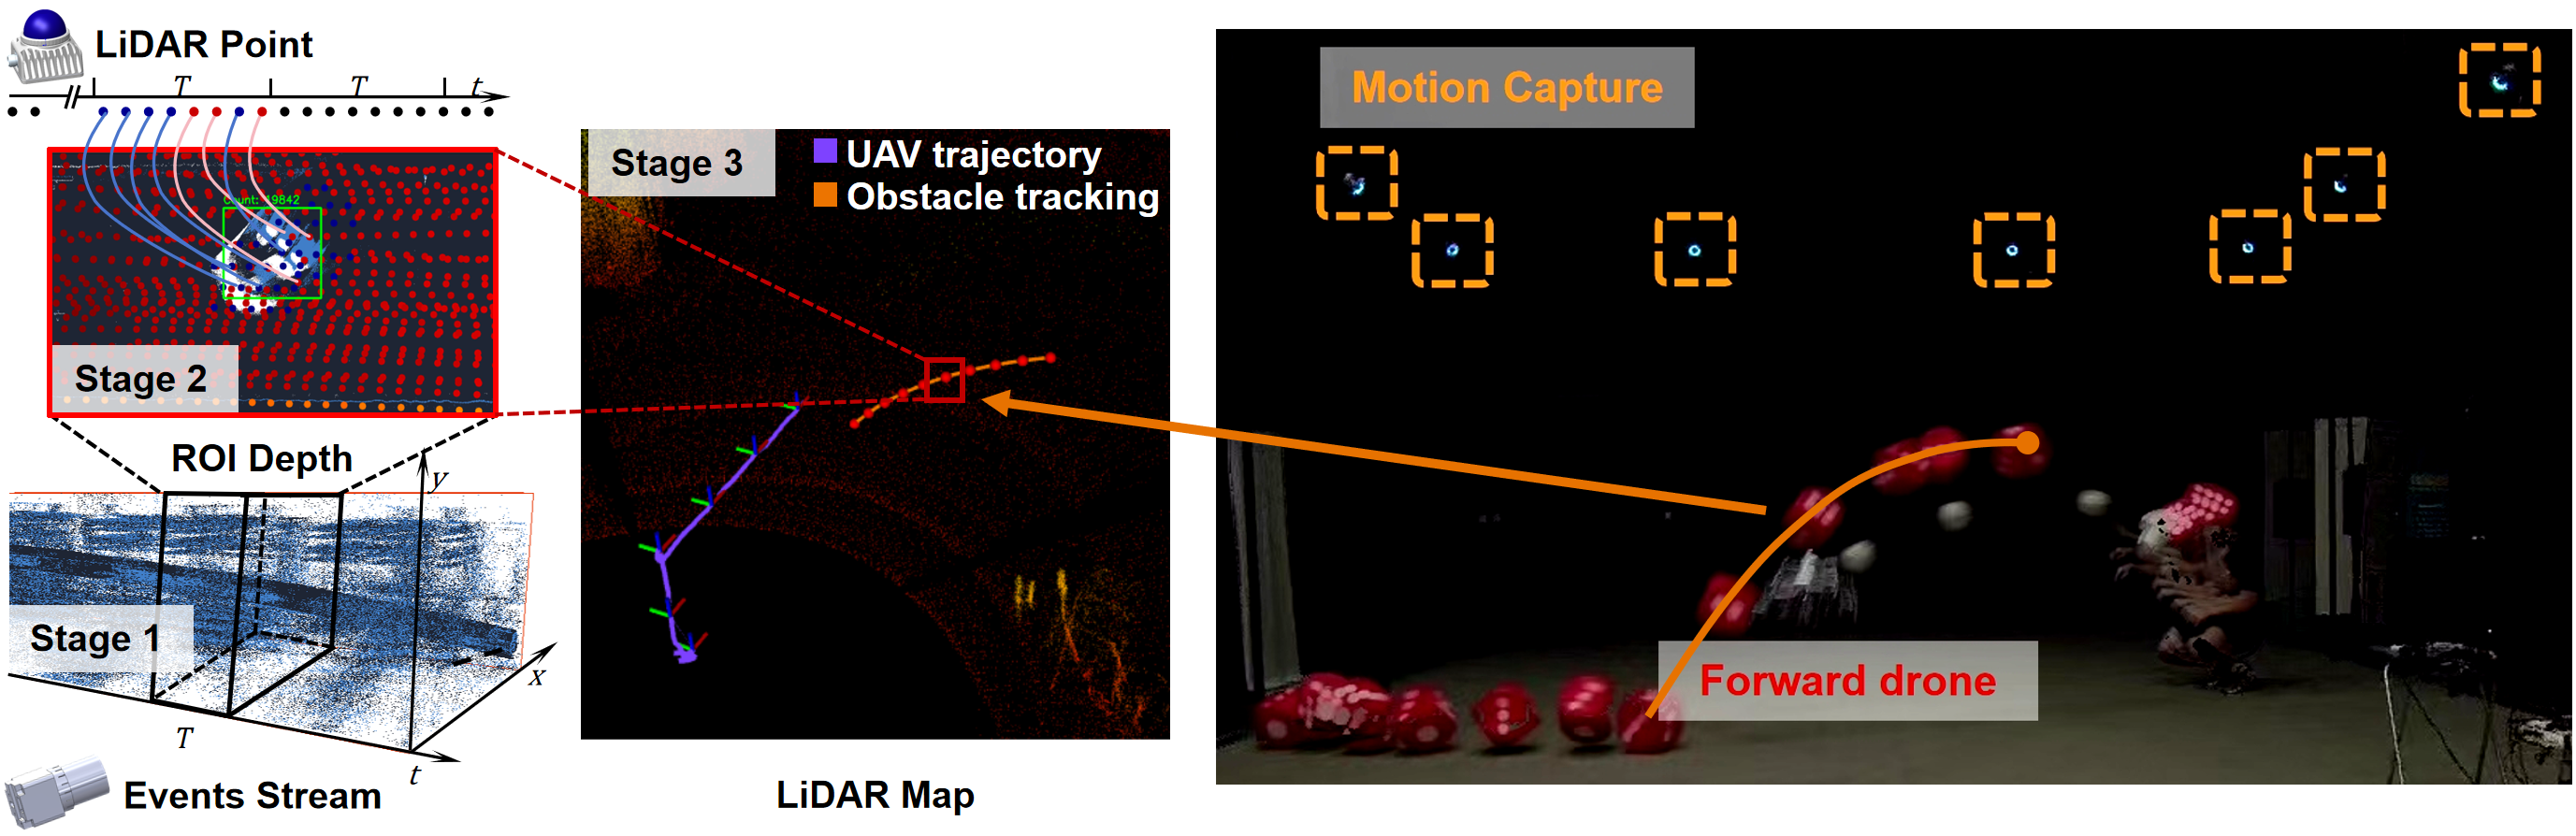 LiDAR Point
T
T
t
Count: 19842
Stage 2
ROI Depth
y
Stage 1
x
T
t
Events Stream
Stage 3
UAV trajectory
Obstacle tracking
LiDAR Map
Motion Capture
Forward drone